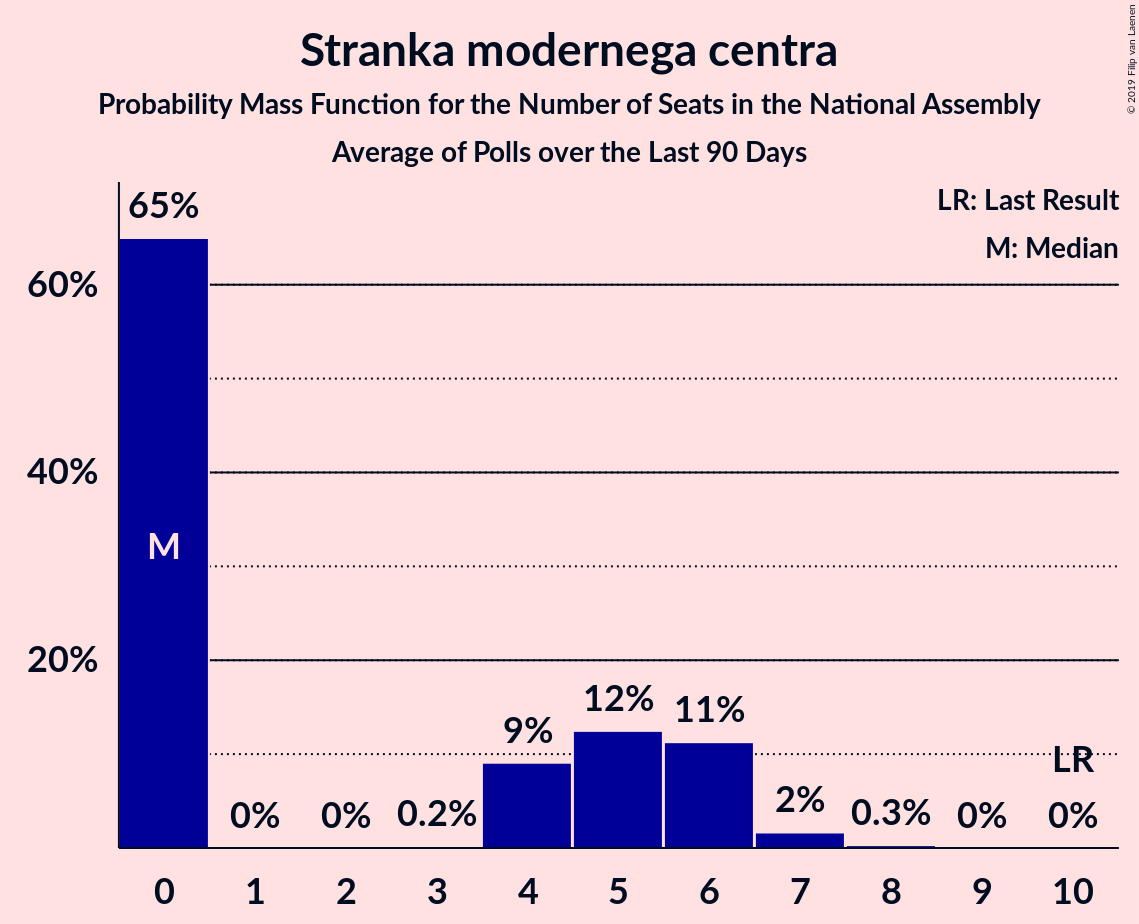 Stranka modernega centra
Probability Mass Function for the Number of Seats in the National Assembly
Average of Polls over the Last 90 Days
© 2019 Filip van Laenen
LR: Last Result
M: Median
65%
60%
40%
M
20%
12%
11%
9%
LR
2%
0%
0%
0.2%
0.3%
0%
0%
0 1 2 3 4 5 6 7 8 9 10